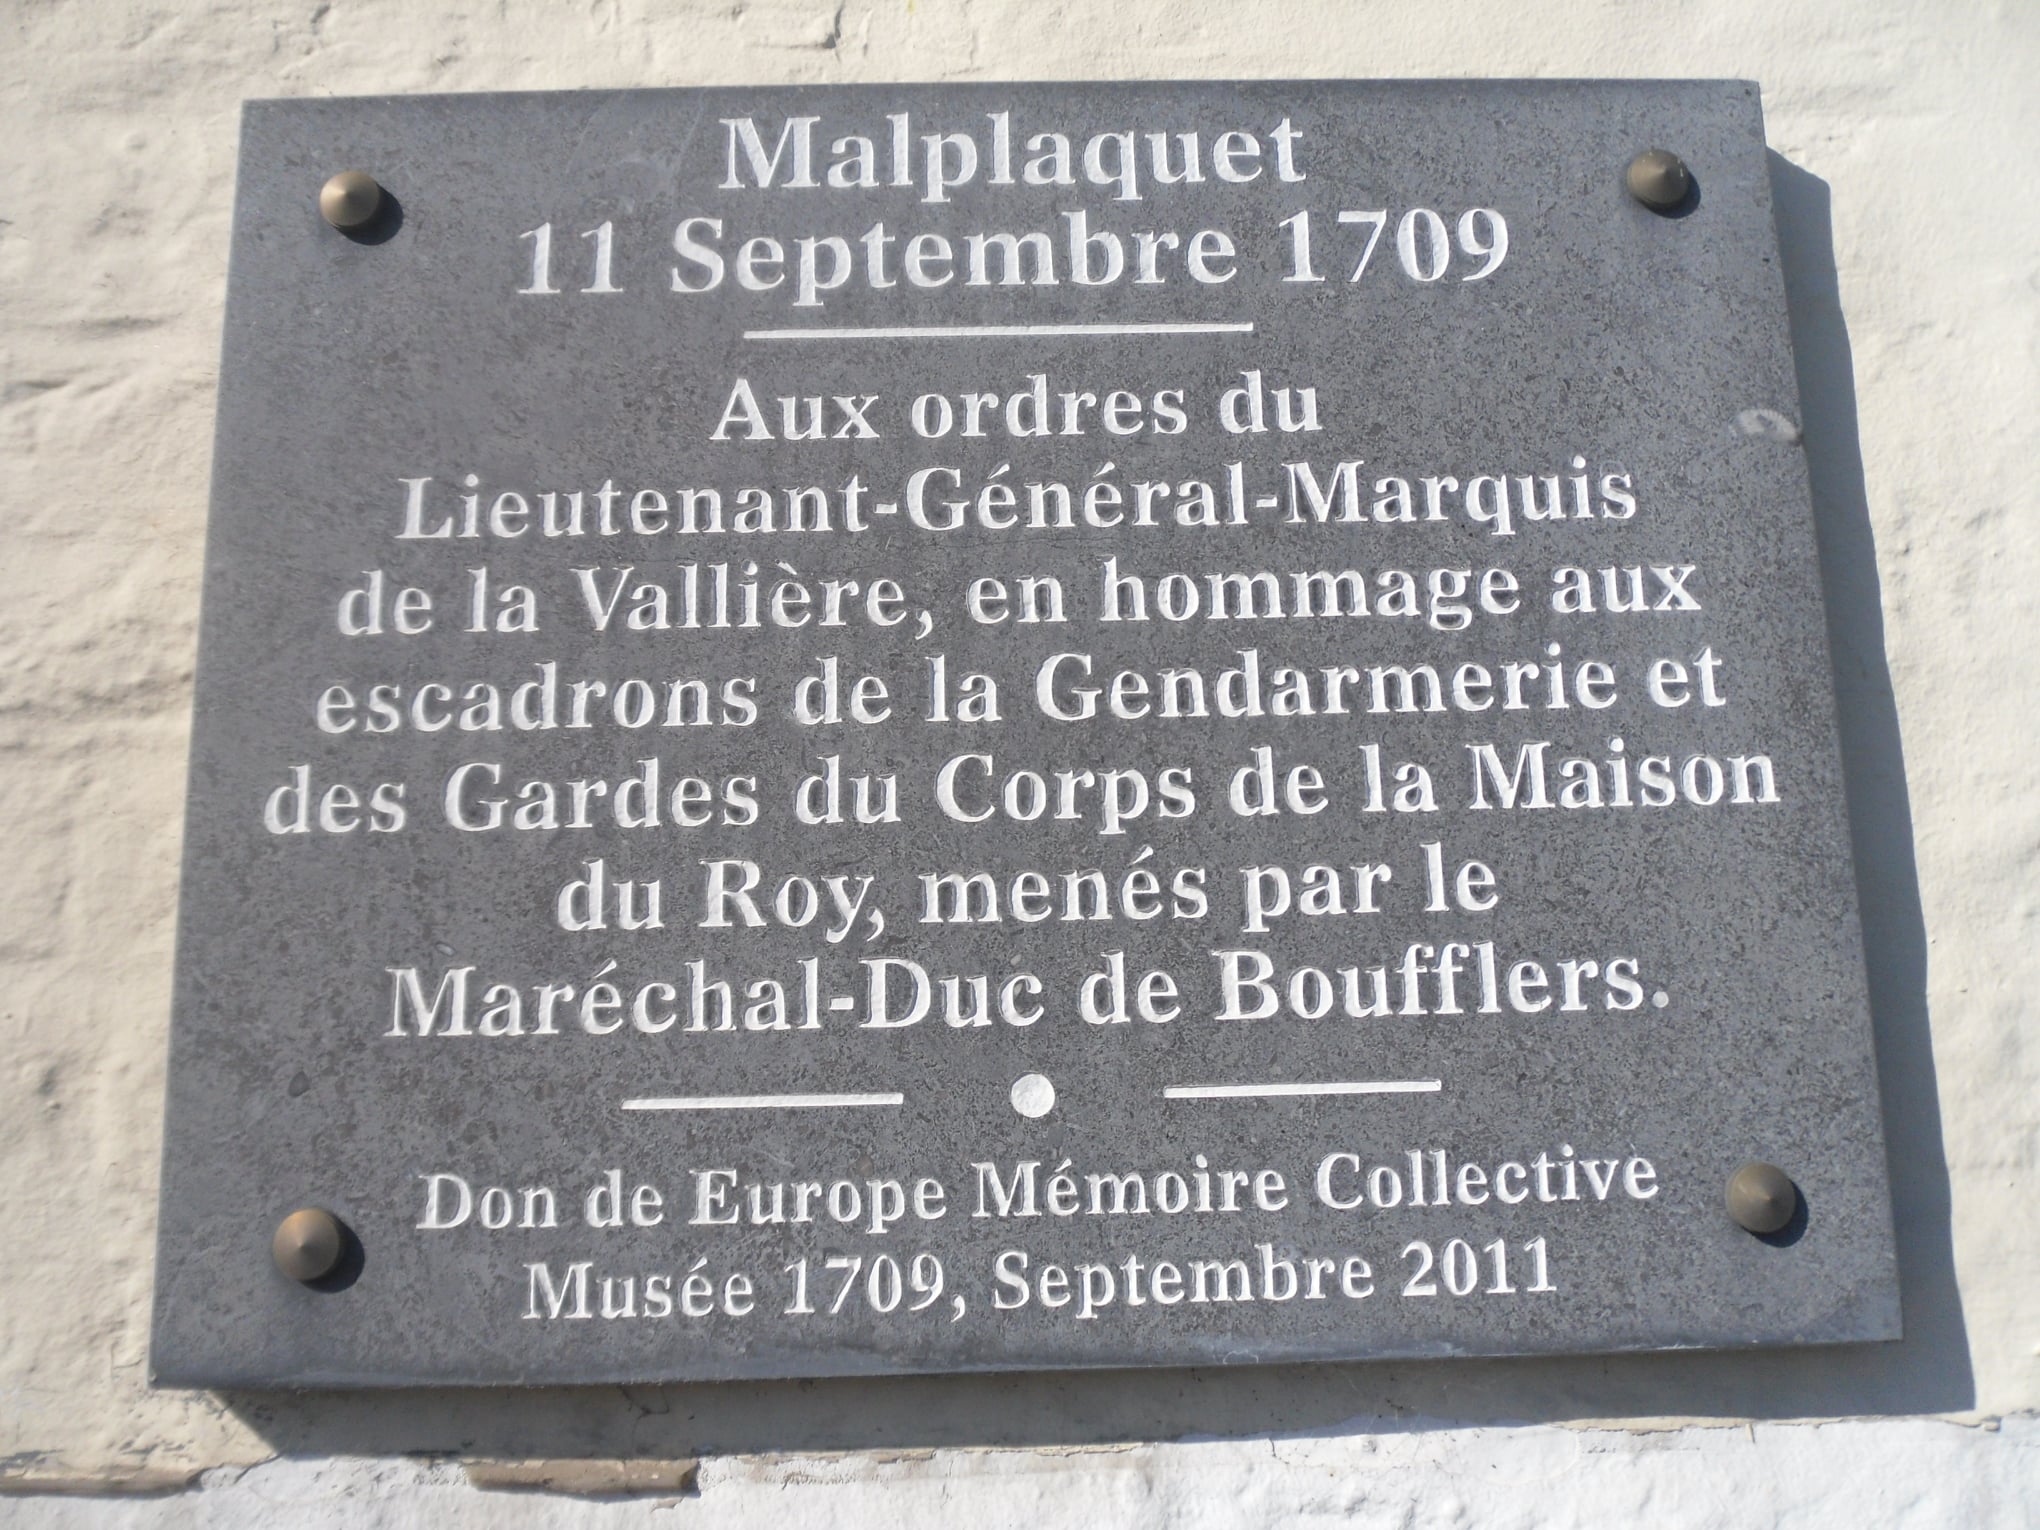 Malplaquet
11 Septembre 1709
Aux ordres du
Lieutenant-Général-Marquis
de la Vallière, en hommage aux
escadrons de la Gendarmerie et
des Gardes du Corps de la Maison
du Roy, menés par le
Maréchal-Duc de Boufflers.
Don de Europe Mémoire Collective
Musée 1709, Septembre 2011